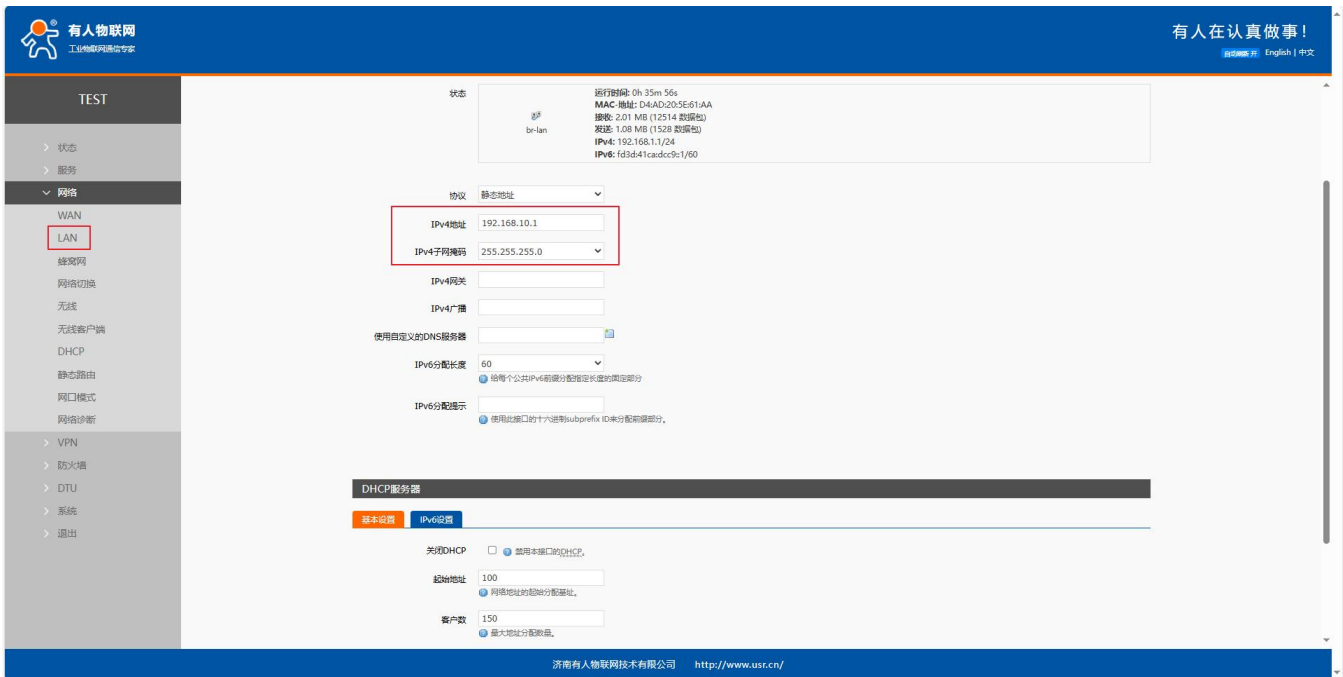 有人物联网
工业物联网通信专家
有人在认真做事！
自动刷新 开 English | 中文
TEST
状态
服务
网络
WAN
LAN
蜂窝网
网络切换
无线
无线客户端
DHCP
静态路由
网口模式
网络诊断
VPN
防火墙
DTU
系统
退出
状态
br-lan
运行时间: 0h 35m 56s
MAC-地址: D4:AD:20:5E:61:AA
接收: 2.01 MB (12514 数据包)
发送: 1.08 MB (1528 数据包)
IPv4: 192.168.1.1/24
IPv6: fd3d:41ca:dcc9::1/60
协议 静态地址
IPv4地址 192.168.10.1
IPv4子网掩码 255.255.255.0
IPv4网关
IPv4广播
使用自定义的DNS服务器
IPv6分配长度 60
给每个公共IPv6前缀分配指定长度的固定部分
IPv6分配提示
使用此接口的十六进制subprefix ID来分配前缀部分。
DHCP服务器
基本设置 IPv6设置
关闭DHCP 禁用本接口的DHCP。
起始地址 100
网络地址的起始分配基址。
客户数 150
最大地址分配数量。
济南有人物联网技术有限公司 http://www.usr.cn/